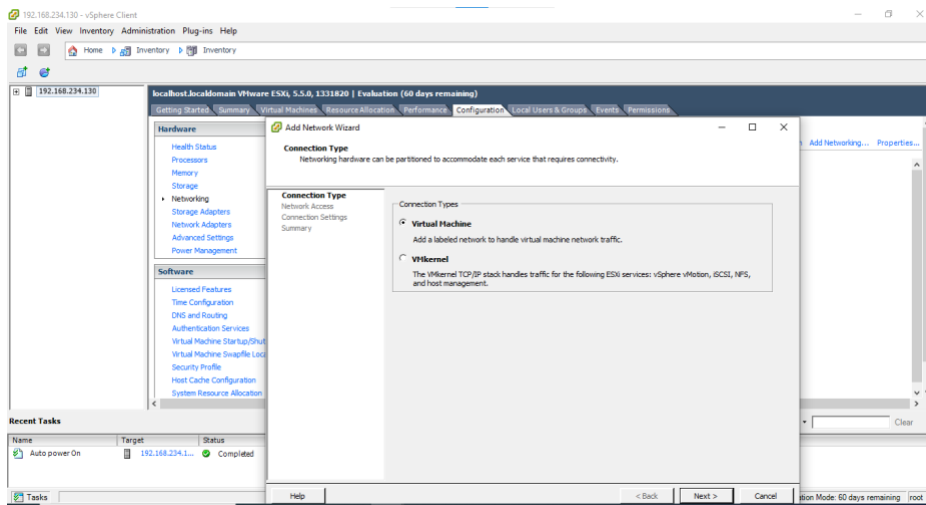 192.168.234.130 - vSphere Client
File Edit View Inventory Administration Plug-ins Help
Home Inventory Inventory
192.168.234.130
localhost.localdomain VMware ESXi, 5.5.0, 1331820 | Evaluation (60 days remaining)
Getting Started Summary Virtual Machines Resource Allocation Performance Configuration Local Users & Groups Events Permissions
Hardware
Health Status
Processors
Memory
Storage
Networking
Storage Adapters
Network Adapters
Advanced Settings
Power Management
Software
Licensed Features
Time Configuration
DNS and Routing
Authentication Services
Virtual Machine Startup/Shut
Virtual Machine Swapfile Loca
Security Profile
Host Cache Configuration
System Resource Allocation
Add Networking... Properties...
Add Network Wizard
Connection Type
Networking hardware can be partitioned to accommodate each service that requires connectivity.
Connection Type
Network Access
Connection Settings
Summary
Connection Types
Virtual Machine
Add a labeled network to handle virtual machine network traffic.
VMkernel
The VMkernel TCP/IP stack handles traffic for the following ESXi services: vSphere vMotion, iSCSI, NFS,
and host management.
Help < Back Next > Cancel
Recent Tasks
Clear
Name Target Status
Auto power On 192.168.234.1... Completed
Tasks
tion Mode: 60 days remaining root